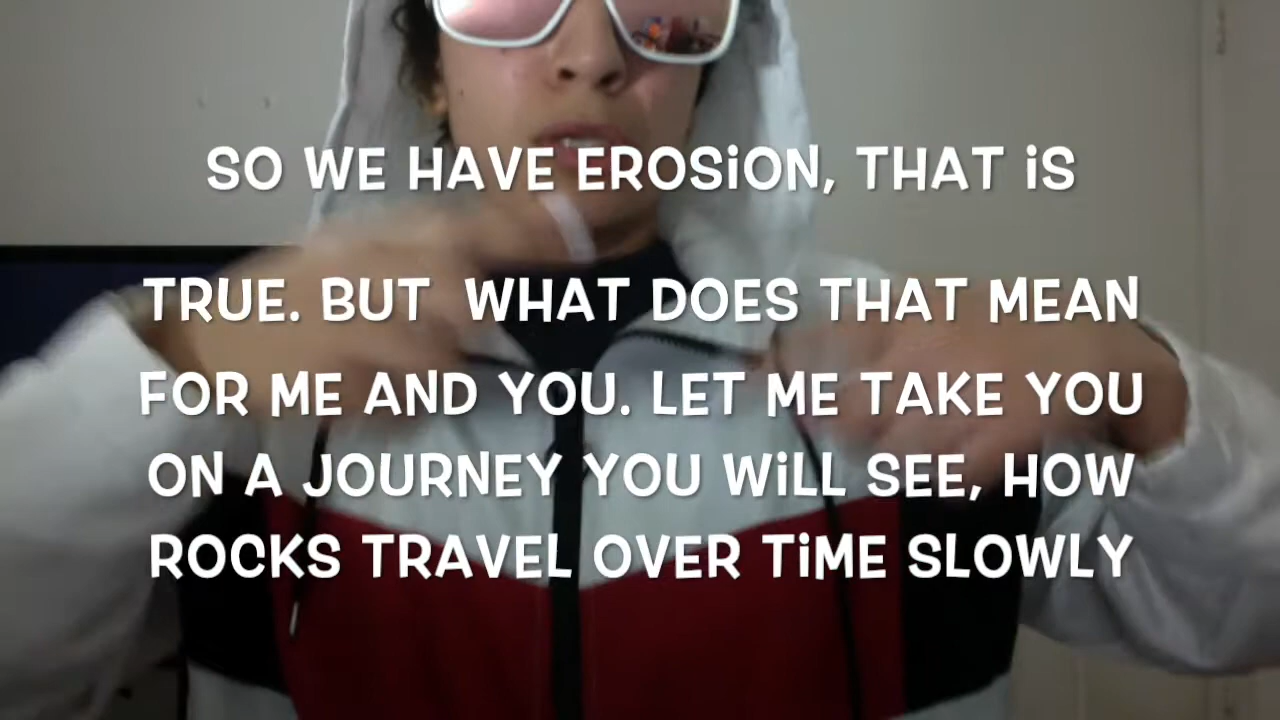 SO WE HAVE EROSiON, THAT iS
TRUE. BUT WHAT DOES THAT MEAN
FOR ME AND YOU. LET ME TAKE YOU
ON A JOURNEY YOU WiLL SEE, HOW
ROCKS TRAVEL OVER TiME SLOWLY